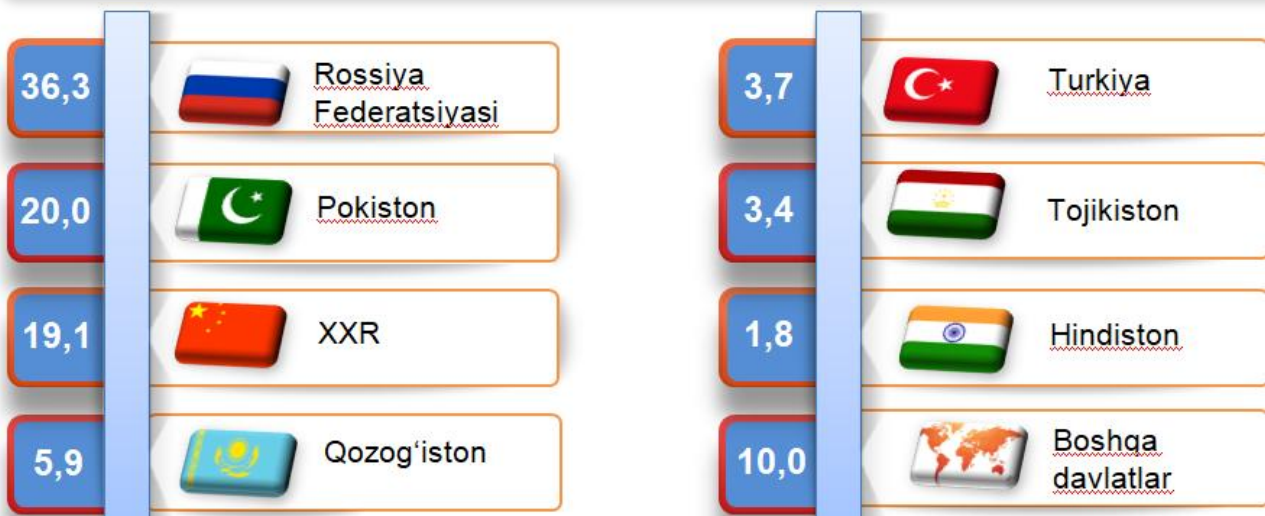 36,3
Rossiya
Federatsiyasi
20,0
Pokiston
19,1
XXR
5,9
Qozog‘iston
3,7
Turkiya
3,4
Tojikiston
1,8
Hindiston
10,0
Boshqa
davlatlar